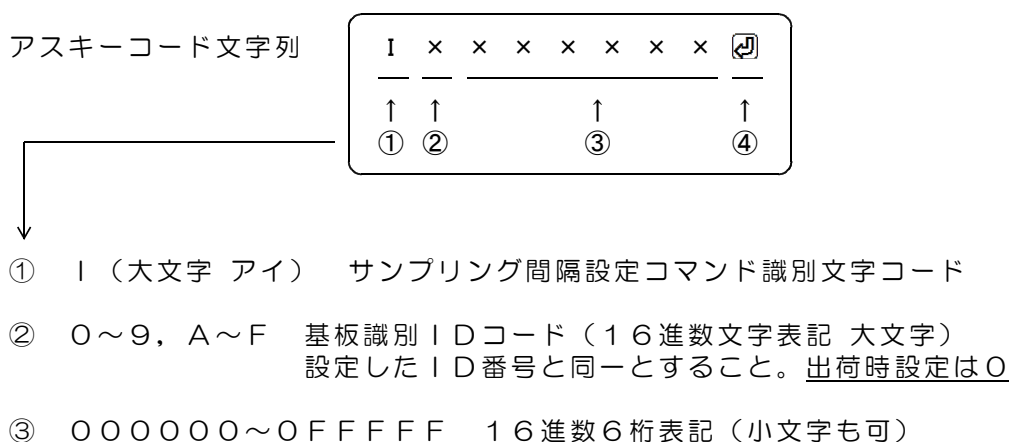 アスキーコード文字列
I × × × × × × × ⏎
↑ ↑ ↑ ↑
① ② ③ ④
① I（大文字 アイ） サンプリング間隔設定コマンド識別文字コード
② 0～9，A～F 基板識別IDコード（16進数文字表記 大文字）
設定したID番号と同一とすること。出荷時設定は0
③ 000000～0FFFFF 16進数6桁表記（小文字も可）